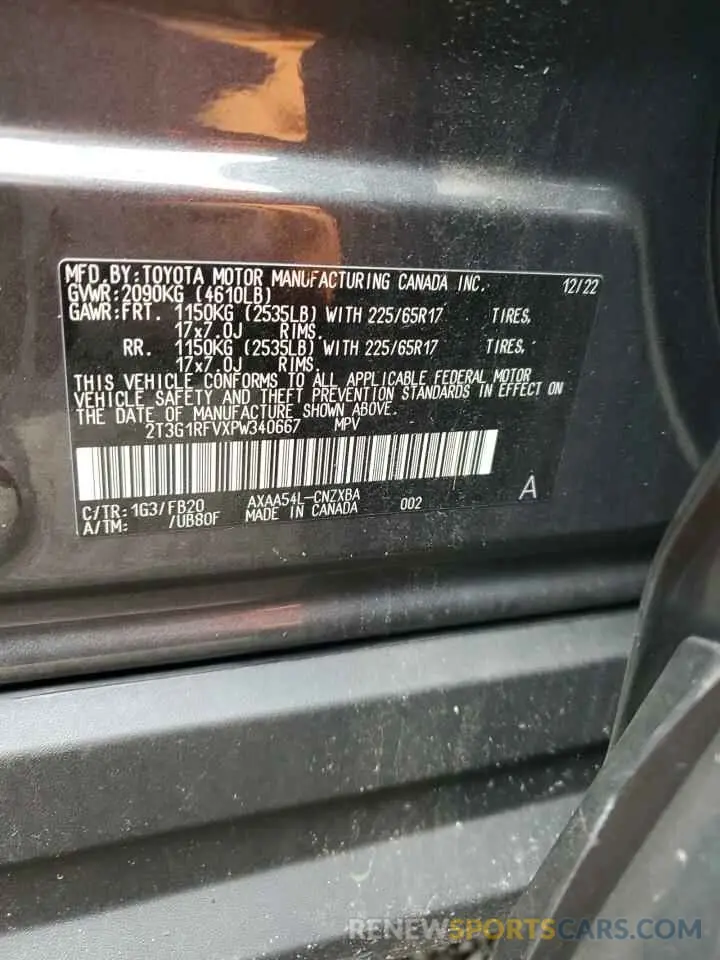 MFD.BY:TOYOTA MOTOR MANUFACTURING CANADA INC. 12/22
GVWR:2090KG (4610LB)
GAWR:FRT. 1150KG (2535LB) WITH 225/65R17 TIRES,
17x7.0J RIMS.
RR. 1150KG (2535LB) WITH 225/65R17 TIRES,
17x7.0J RIMS.
THIS VEHICLE CONFORMS TO ALL APPLICABLE FEDERAL MOTOR
VEHICLE SAFETY AND THEFT PREVENTION STANDARDS IN EFFECT ON
THE DATE OF MANUFACTURE SHOWN ABOVE.
2T3G1RFVXPW340667 MPV
C/TR:1G3/FB20 AXAA54L-CNZXBA A
A/TM: /UB80F MADE IN CANADA 002
RENEWSPORTSCARS.COM